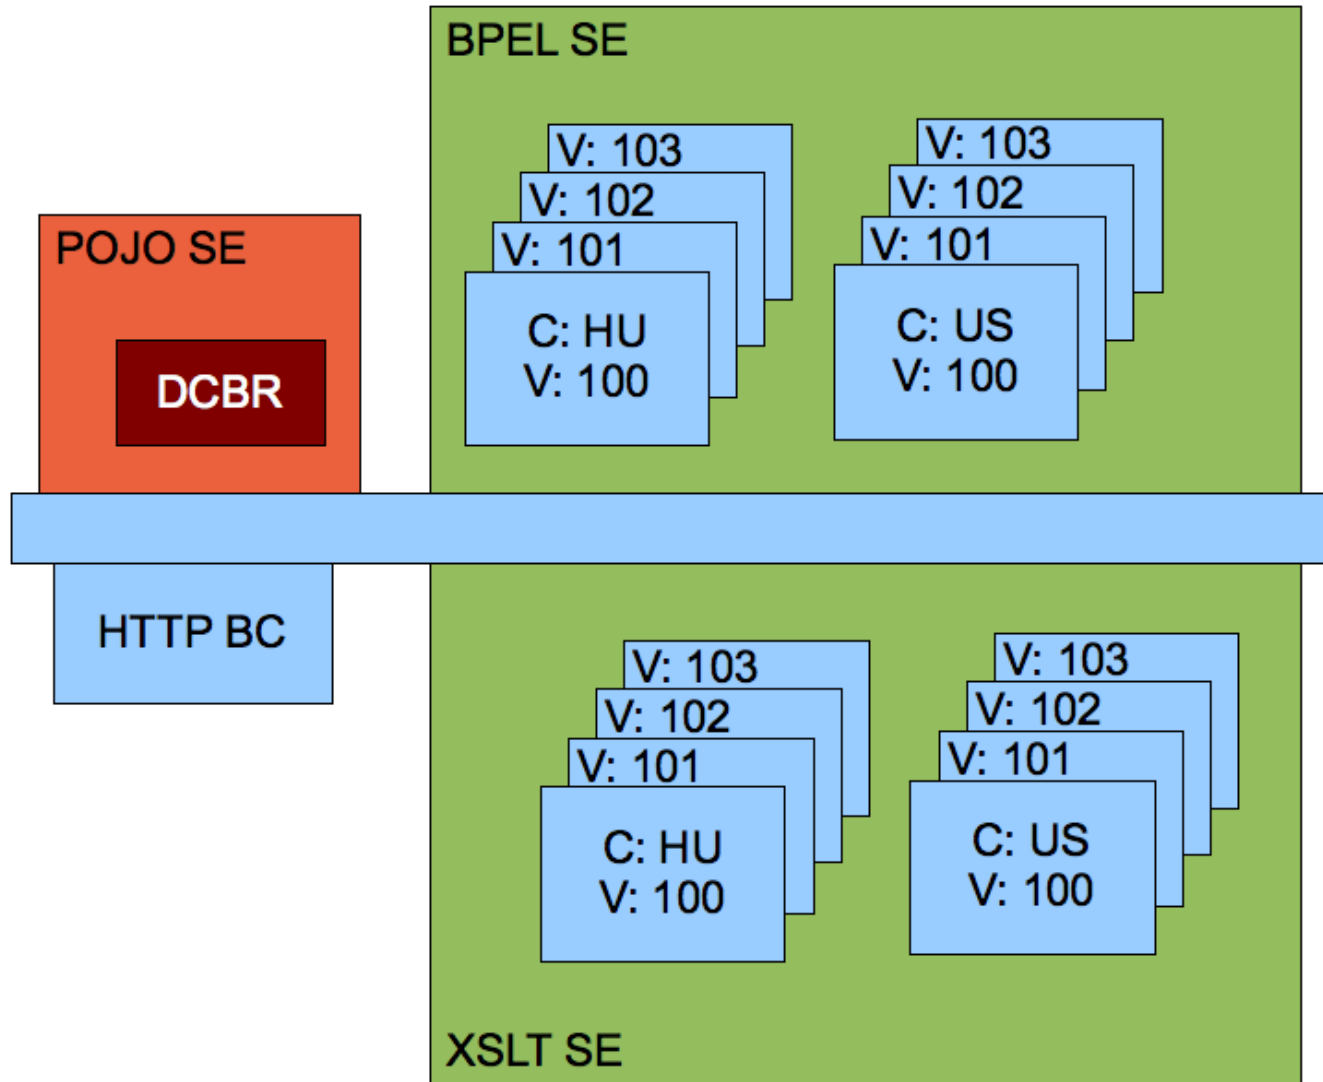 BPEL SE
V: 103
V: 102
V: 101
C: HU
V: 100
V: 103
V: 102
V: 101
C: US
V: 100
POJO SE
DCBR
HTTP BC
V: 103
V: 102
V: 101
C: HU
V: 100
V: 103
V: 102
V: 101
C: US
V: 100
XSLT SE